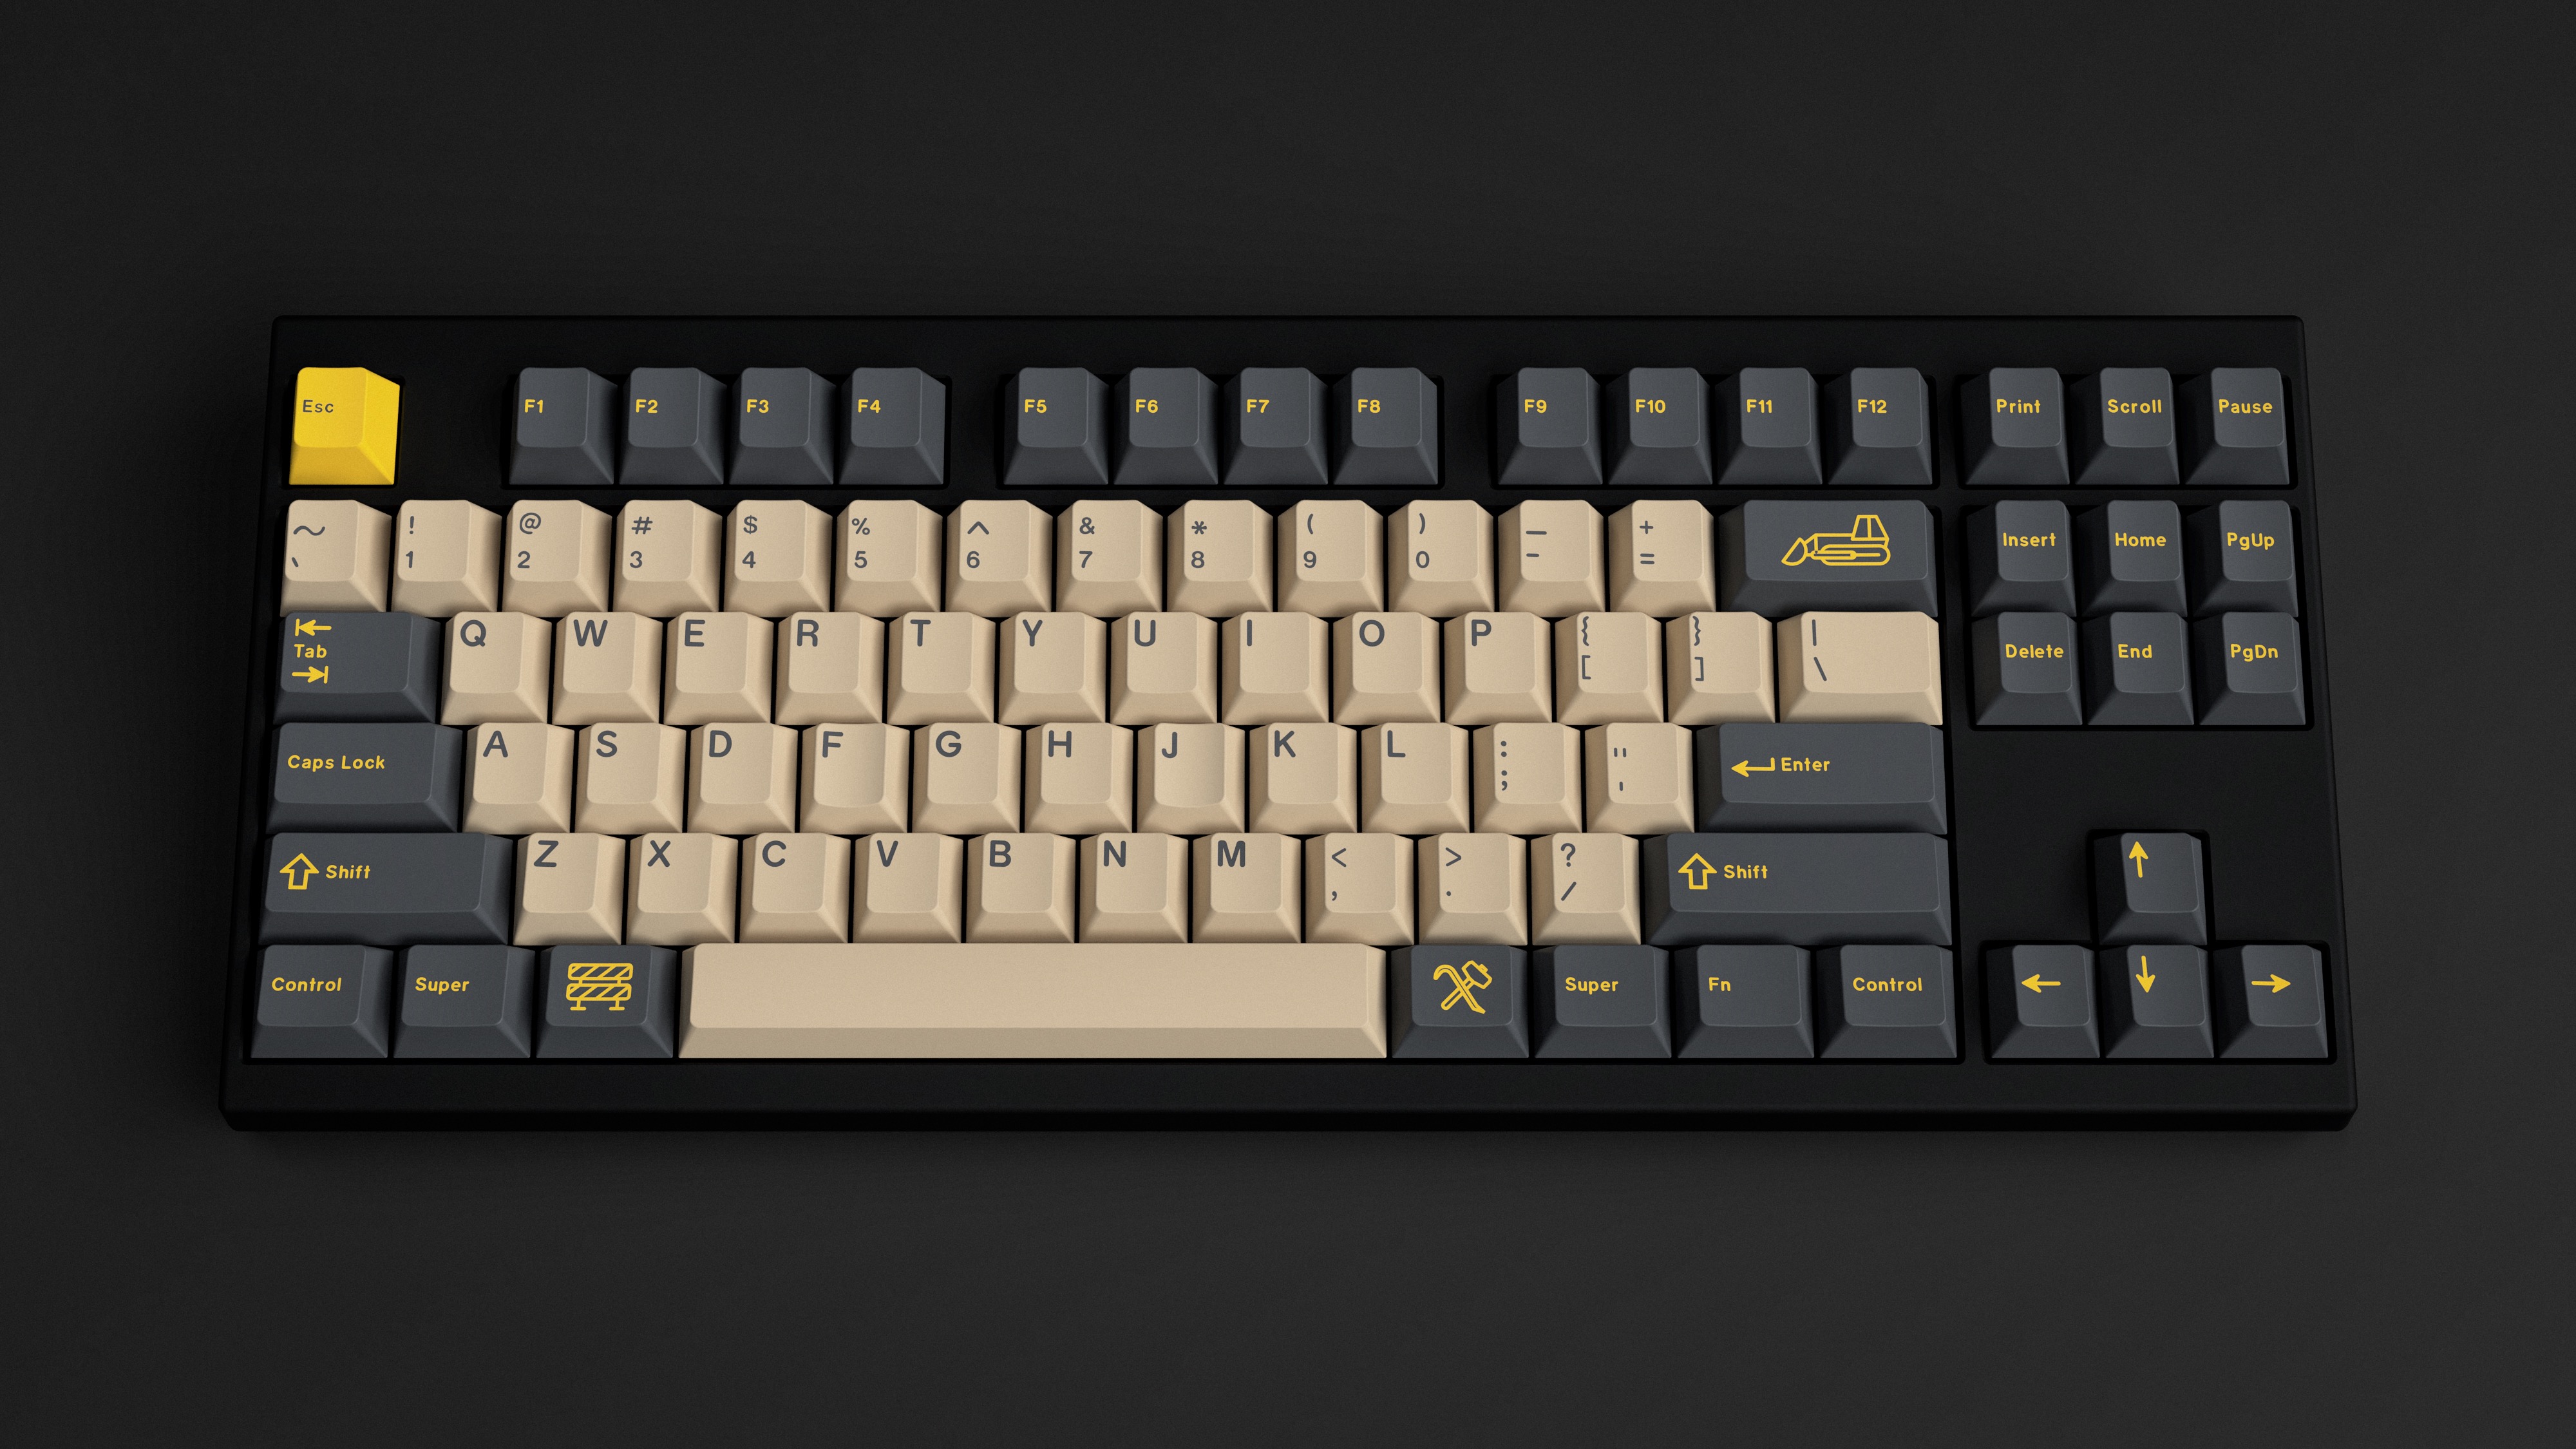 Esc F1 F2 F3 F4 F5 F6 F7 F8 F9 F10 F11 F12 Print Scroll Pause
~ ! @ # $ % ^ & * ( ) _ +
` 1 2 3 4 5 6 7 8 9 0 - =
Insert Home PgUp
Q W E R T Y U I O P { } |
⇤
Tab
⇥
[ ] \
Delete End PgDn
A S D F G H J K L : "
Caps Lock ; ' ← Enter
Z X C V B N M < > ?
⇧ Shift , . / ⇧ Shift ↑
Control Super Super Fn Control ← ↓ →